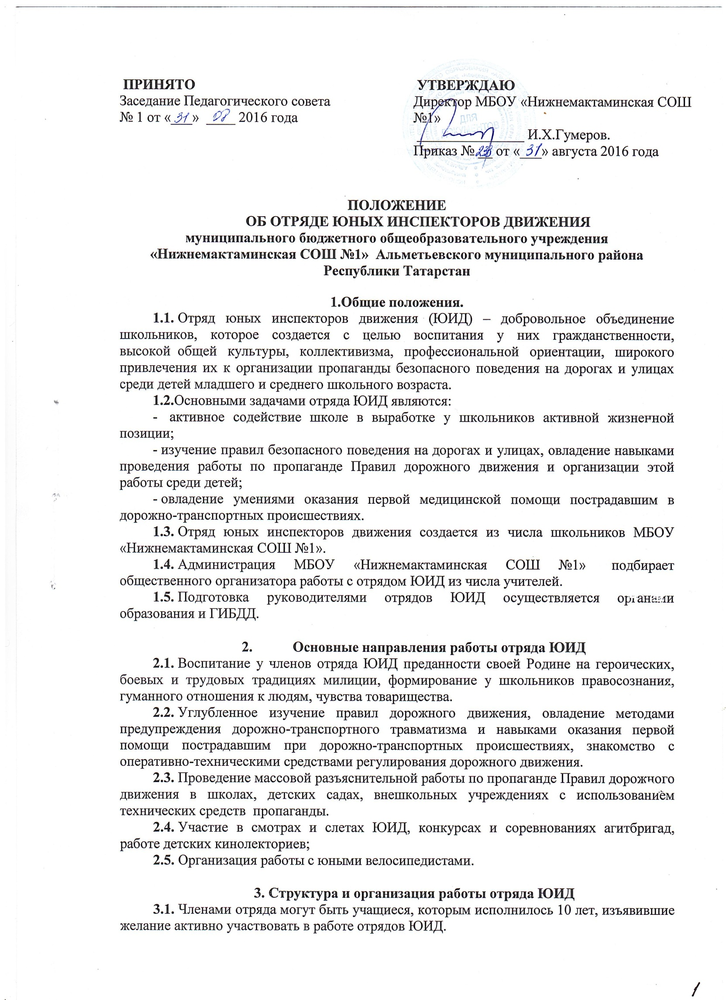 ПРИНЯТО
Заседание Педагогического совета
№ 1 от «31» 08 2016 года
УТВЕРЖДАЮ
Директор МБОУ «Нижнемактаминская СОШ
№1»
ДЛЯ
ДОКУМЕНТОВ
И.Х.Гумеров.
Приказ № от «31» августа 2016 года
ПОЛОЖЕНИЕ
ОБ ОТРЯДЕ ЮНЫХ ИНСПЕКТОРОВ ДВИЖЕНИЯ
муниципального бюджетного общеобразовательного учреждения
«Нижнемактаминская СОШ №1» Альметьевского муниципального района
Республики Татарстан
1.Общие положения.
1.1. Отряд юных инспекторов движения (ЮИД) – добровольное объединение
школьников, которое создается с целью воспитания у них гражданственности,
высокой общей культуры, коллективизма, профессиональной ориентации, широкого
привлечения их к организации пропаганды безопасного поведения на дорогах и улицах
среди детей младшего и среднего школьного возраста.
1.2.Основными задачами отряда ЮИД являются:
- активное содействие школе в выработке у школьников активной жизненной
позиции;
- изучение правил безопасного поведения на дорогах и улицах, овладение навыками
проведения работы по пропаганде Правил дорожного движения и организации этой
работы среди детей;
- овладение умениями оказания первой медицинской помощи пострадавшим в
дорожно-транспортных происшествиях.
1.3. Отряд юных инспекторов движения создается из числа школьников МБОУ
«Нижнемактаминская СОШ №1».
1.4. Администрация МБОУ «Нижнемактаминская СОШ №1» подбирает
общественного организатора работы с отрядом ЮИД из числа учителей.
1.5. Подготовка руководителями отрядов ЮИД осуществляется органами
образования и ГИБДД.
2. Основные направления работы отряда ЮИД
2.1. Воспитание у членов отряда ЮИД преданности своей Родине на героических,
боевых и трудовых традициях милиции, формирование у школьников правосознания,
гуманного отношения к людям, чувства товарищества.
2.2. Углубленное изучение правил дорожного движения, овладение методами
предупреждения дорожно-транспортного травматизма и навыками оказания первой
помощи пострадавшим при дорожно-транспортных происшествиях, знакомство с
оперативно-техническими средствами регулирования дорожного движения.
2.3. Проведение массовой разъяснительной работы по пропаганде Правил дорожного
движения в школах, детских садах, внешкольных учреждениях с использованием
технических средств пропаганды.
2.4. Участие в смотрах и слетах ЮИД, конкурсах и соревнованиях агитбригад,
работе детских кинолекториев;
2.5. Организация работы с юными велосипедистами.
3. Структура и организация работы отряда ЮИД
3.1. Членами отряда могут быть учащиеся, которым исполнилось 10 лет, изъявившие
желание активно участвовать в работе отрядов ЮИД.
1